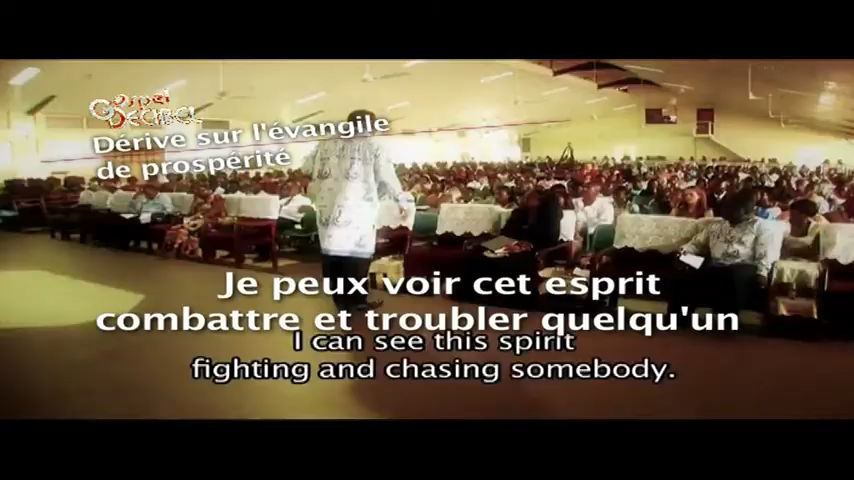 Gospel
Décibel
Dérive sur l'évangile
de prospérité
Je peux voir cet esprit
combattre et troubler quelqu'un
I can see this spirit
fighting and chasing somebody.